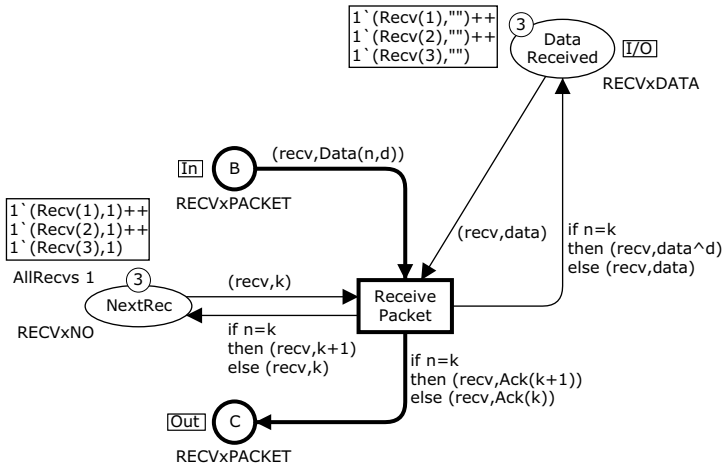 1`(Recv(1),"")++
1`(Recv(2),"")++
1`(Recv(3),"")
3
Data
Received
I/O
RECVxDATA
In
B
(recv,Data(n,d))
RECVxPACKET
1`(Recv(1),1)++
1`(Recv(2),1)++
1`(Recv(3),1)
AllRecvs 1
3
NextRec
RECVxNO
(recv,k)
if n=k
then (recv,k+1)
else (recv,k)
Receive
Packet
(recv,data)
if n=k
then (recv,data^d)
else (recv,data)
if n=k
then (recv,Ack(k+1))
else (recv,Ack(k))
Out
C
RECVxPACKET